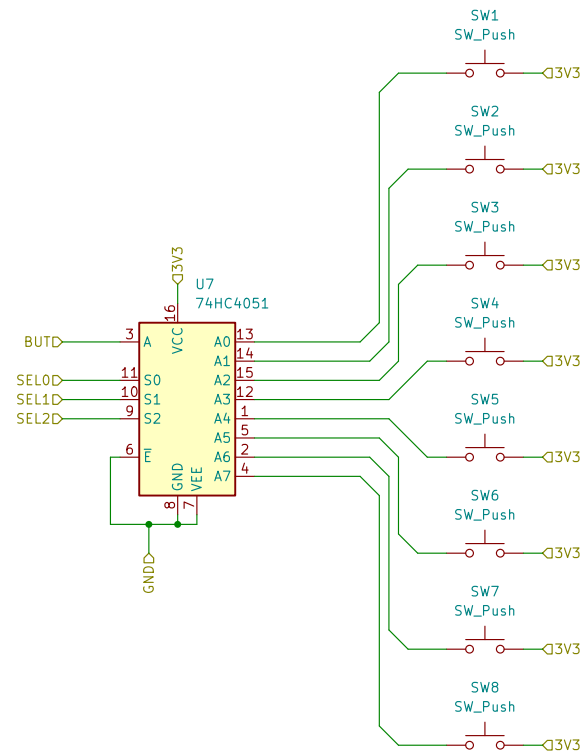 SW1
SW_Push
3V3
SW2
SW_Push
3V3
SW3
SW_Push
3V3
3V3
U7
74HC4051
SW4
SW_Push
3V3
16
VCC
BUT
3
A
A0
13
A1
14
SEL0
11
S0
A2
15
SEL1
10
S1
A3
12
SEL2
9
S2
A4
1
A5
5
6
E
A6
2
A7
4
GND
VEE
8
7
GND
SW5
SW_Push
3V3
SW6
SW_Push
3V3
SW7
SW_Push
3V3
SW8
SW_Push
3V3